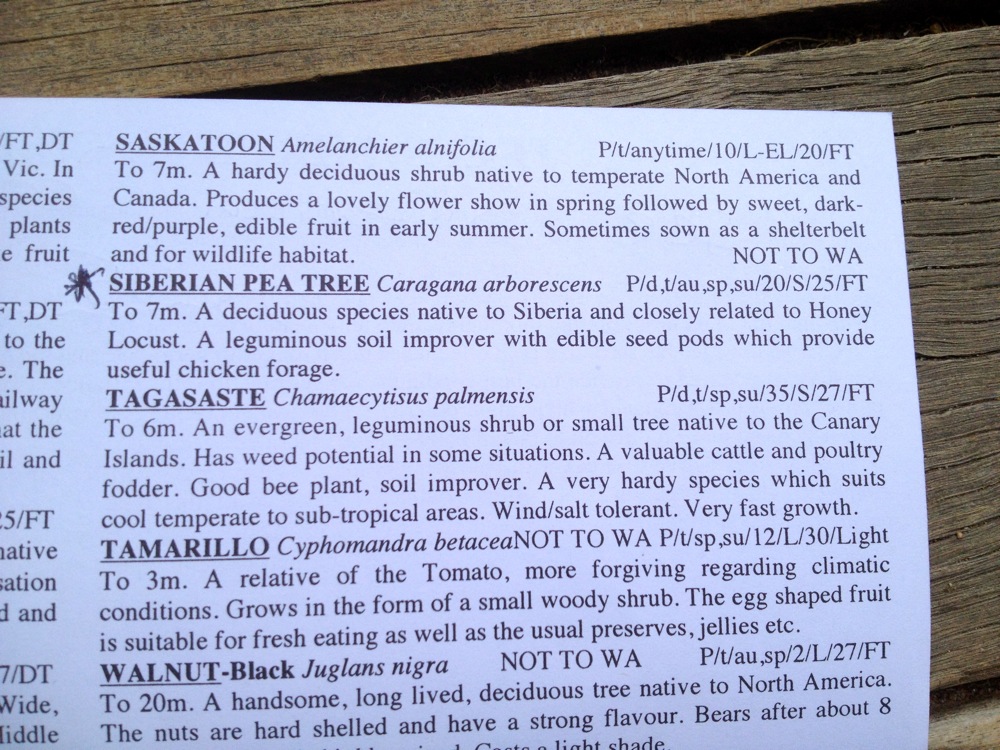 /FT,DT
Vic. In
species
plants
e fruit
FT,DT
to the
e. The
ailway
at the
il and
5/FT
native
sation
d and
7/DT
Wide,
Middle
SASKATOON Amelanchier alnifolia P/t/anytime/10/L-EL/20/FT
To 7m. A hardy deciduous shrub native to temperate North America and
Canada. Produces a lovely flower show in spring followed by sweet, dark-
red/purple, edible fruit in early summer. Sometimes sown as a shelterbelt
and for wildlife habitat. NOT TO WA
SIBERIAN PEA TREE Caragana arborescens P/d,t/au,sp,su/20/S/25/FT
To 7m. A deciduous species native to Siberia and closely related to Honey
Locust. A leguminous soil improver with edible seed pods which provide
useful chicken forage.
TAGASASTE Chamaecytisus palmensis P/d,t/sp,su/35/S/27/FT
To 6m. An evergreen, leguminous shrub or small tree native to the Canary
Islands. Has weed potential in some situations. A valuable cattle and poultry
fodder. Good bee plant, soil improver. A very hardy species which suits
cool temperate to sub-tropical areas. Wind/salt tolerant. Very fast growth.
TAMARILLO Cyphomandra betacea NOT TO WA P/t/sp,su/12/L/30/Light
To 3m. A relative of the Tomato, more forgiving regarding climatic
conditions. Grows in the form of a small woody shrub. The egg shaped fruit
is suitable for fresh eating as well as the usual preserves, jellies etc.
WALNUT-Black Juglans nigra NOT TO WA P/t/au,sp/2/L/27/FT
To 20m. A handsome, long lived, deciduous tree native to North America.
The nuts are hard shelled and have a strong flavour. Bears after about 8
Casts a light shade.